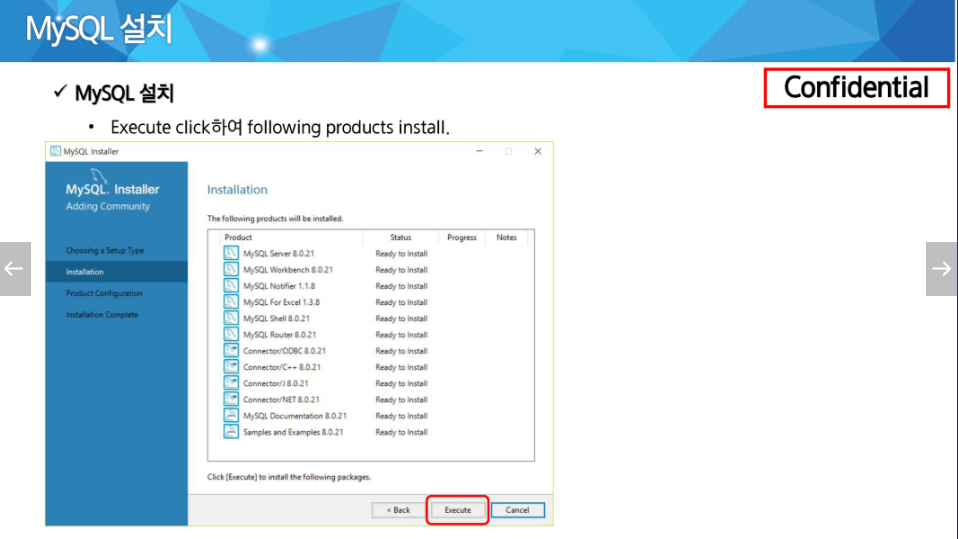 MySQL 설치
Confidential
✓ MySQL 설치
• Execute click하여 following products install.
MySQL Installer
MySQL. Installer
Adding Community
Choosing a Setup Type
Installation
Product Configuration
Installation Complete
Installation
The following products will be installed.
Product Status Progress Notes
MySQL Server 8.0.21 Ready to Install
MySQL Workbench 8.0.21 Ready to Install
MySQL Notifier 1.1.8 Ready to Install
MySQL For Excel 1.3.8 Ready to Install
MySQL Shell 8.0.21 Ready to Install
MySQL Router 8.0.21 Ready to Install
Connector/ODBC 8.0.21 Ready to Install
Connector/C++ 8.0.21 Ready to Install
Connector/J 8.0.21 Ready to Install
Connector/NET 8.0.21 Ready to Install
MySQL Documentation 8.0.21 Ready to Install
Samples and Examples 8.0.21 Ready to Install
Click [Execute] to install the following packages.
< Back Execute Cancel